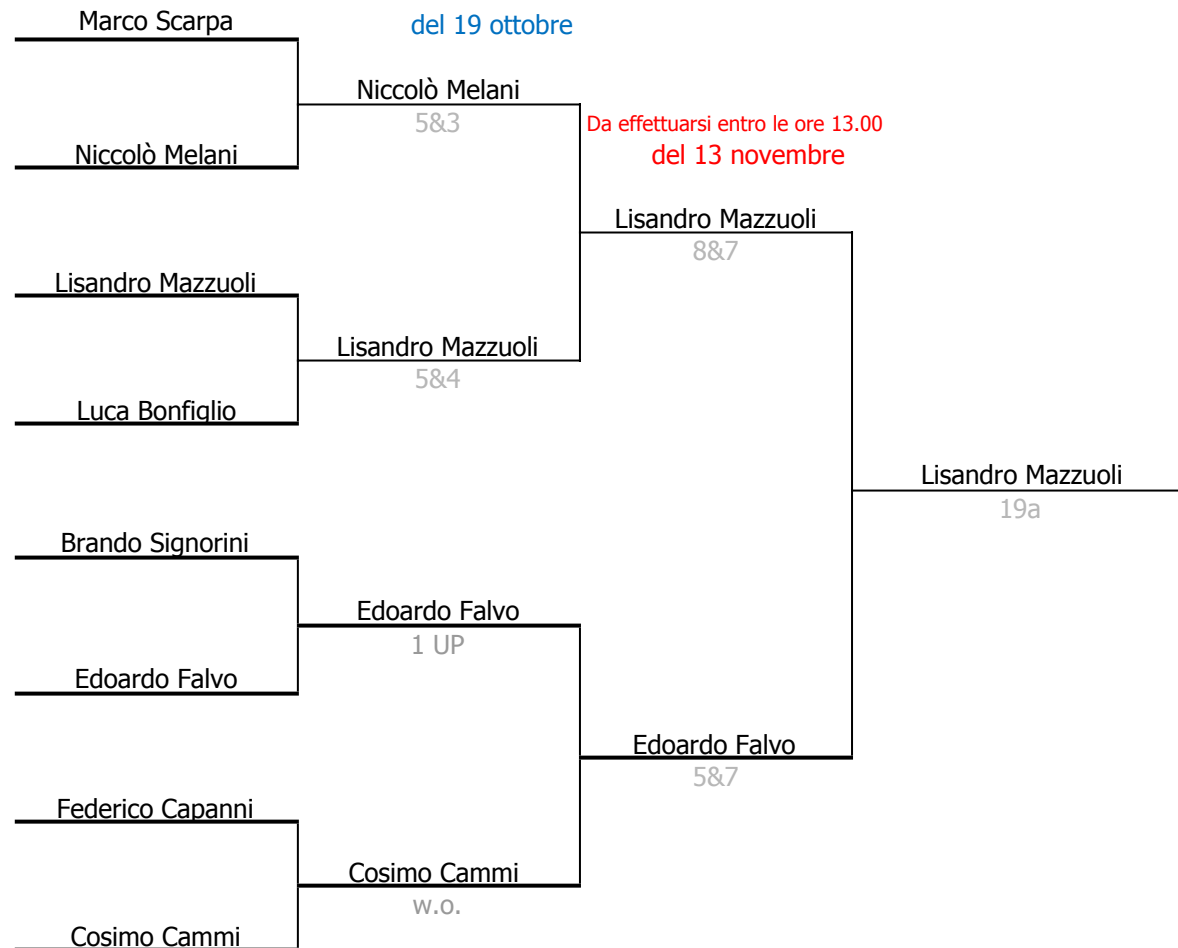 Marco Scarpa
del 19 ottobre
Niccolò Melani
5&3
Da effettuarsi entro le ore 13.00
del 13 novembre
Niccolò Melani
Lisandro Mazzuoli
8&7
Lisandro Mazzuoli
Lisandro Mazzuoli
5&4
Luca Bonfiglio
Lisandro Mazzuoli
19a
Brando Signorini
Edoardo Falvo
1 UP
Edoardo Falvo
Edoardo Falvo
5&7
Federico Capanni
Cosimo Cammi
w.o.
Cosimo Cammi